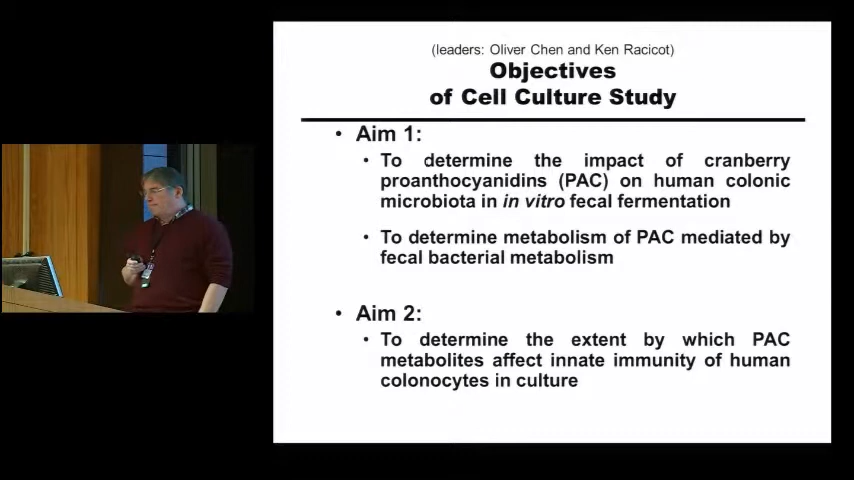 (leaders: Oliver Chen and Ken Racicot)
Objectives
of Cell Culture Study
• Aim 1:
• To determine the impact of cranberry
proanthocyanidins (PAC) on human colonic
microbiota in in vitro fecal fermentation
• To determine metabolism of PAC mediated by
fecal bacterial metabolism
• Aim 2:
• To determine the extent by which PAC
metabolites affect innate immunity of human
colonocytes in culture